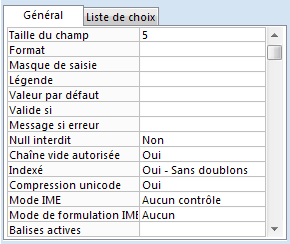 Général Liste de choix
Taille du champ 5
Format
Masque de saisie
Légende
Valeur par défaut
Valide si
Message si erreur
Null interdit Non
Chaîne vide autorisée Oui
Indexé Oui - Sans doublons
Compression unicode Oui
Mode IME Aucun contrôle
Mode de formulation IME Aucun
Balises actives